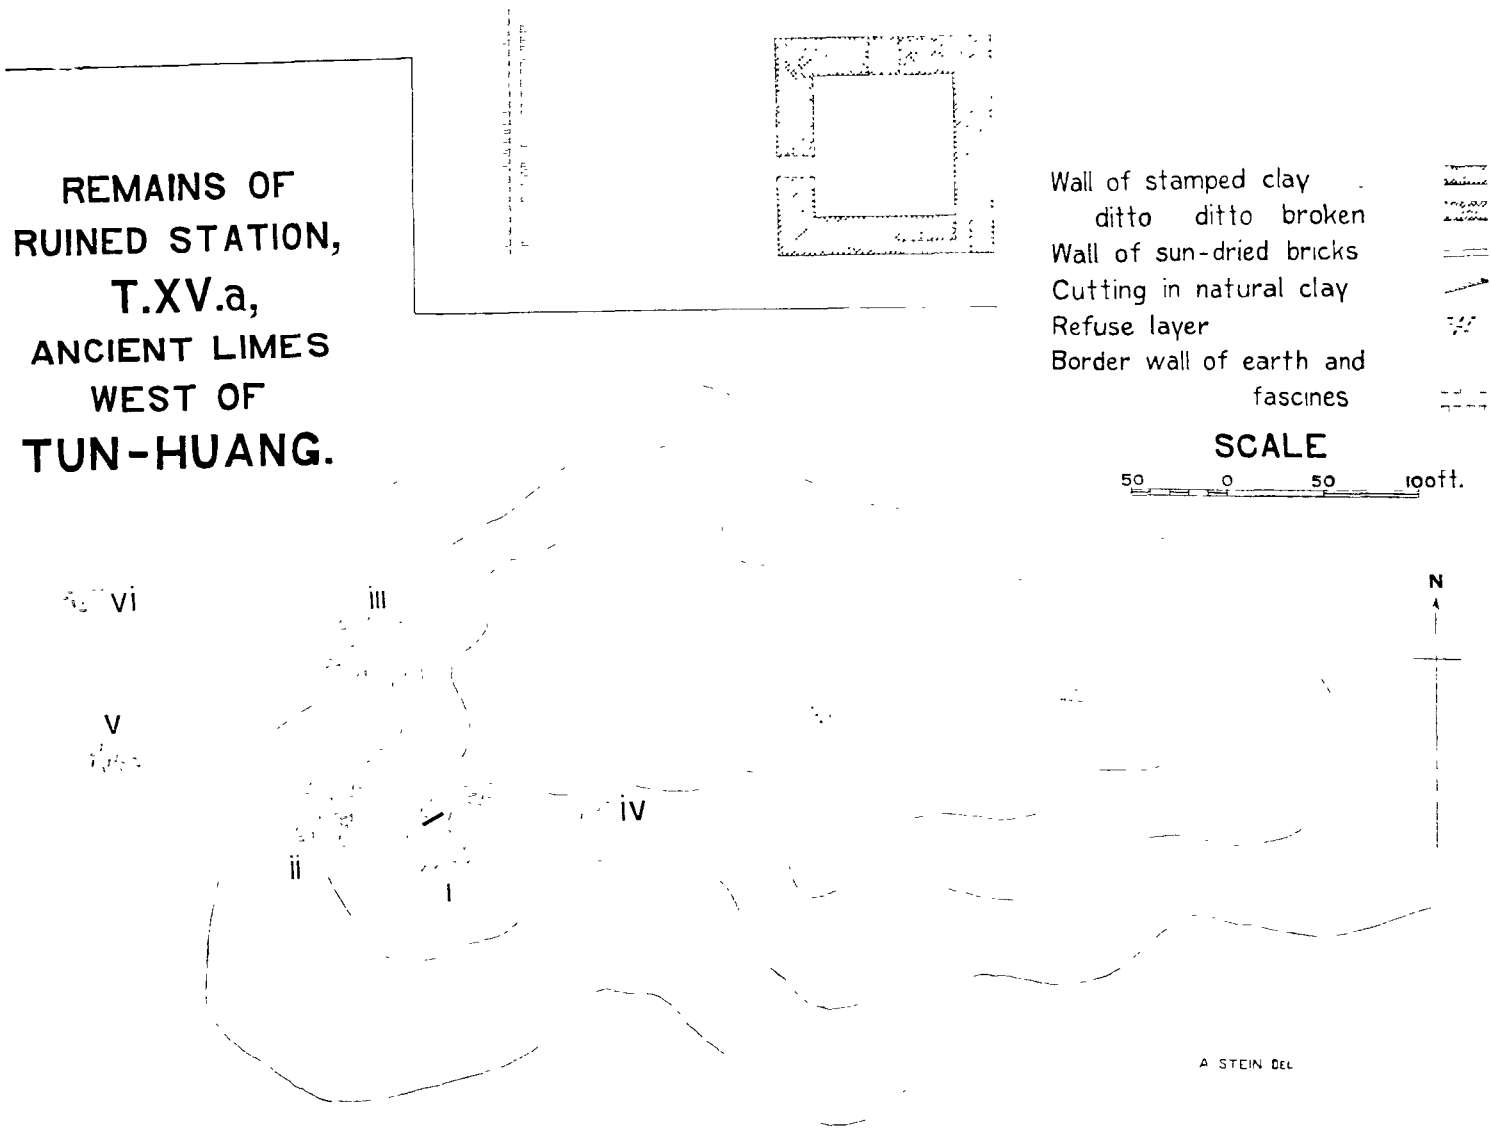 REMAINS OF
RUINED STATION,
T.XV.a,
ANCIENT LIMES
WEST OF
TUN-HUANG.
Wall of stamped clay
ditto ditto broken
Wall of sun-dried bricks
Cutting in natural clay
Refuse layer
Border wall of earth and
fascines
SCALE
50 0 50 100ft.
N
vi
iii
v
iv
ii
i
A STEIN DEL